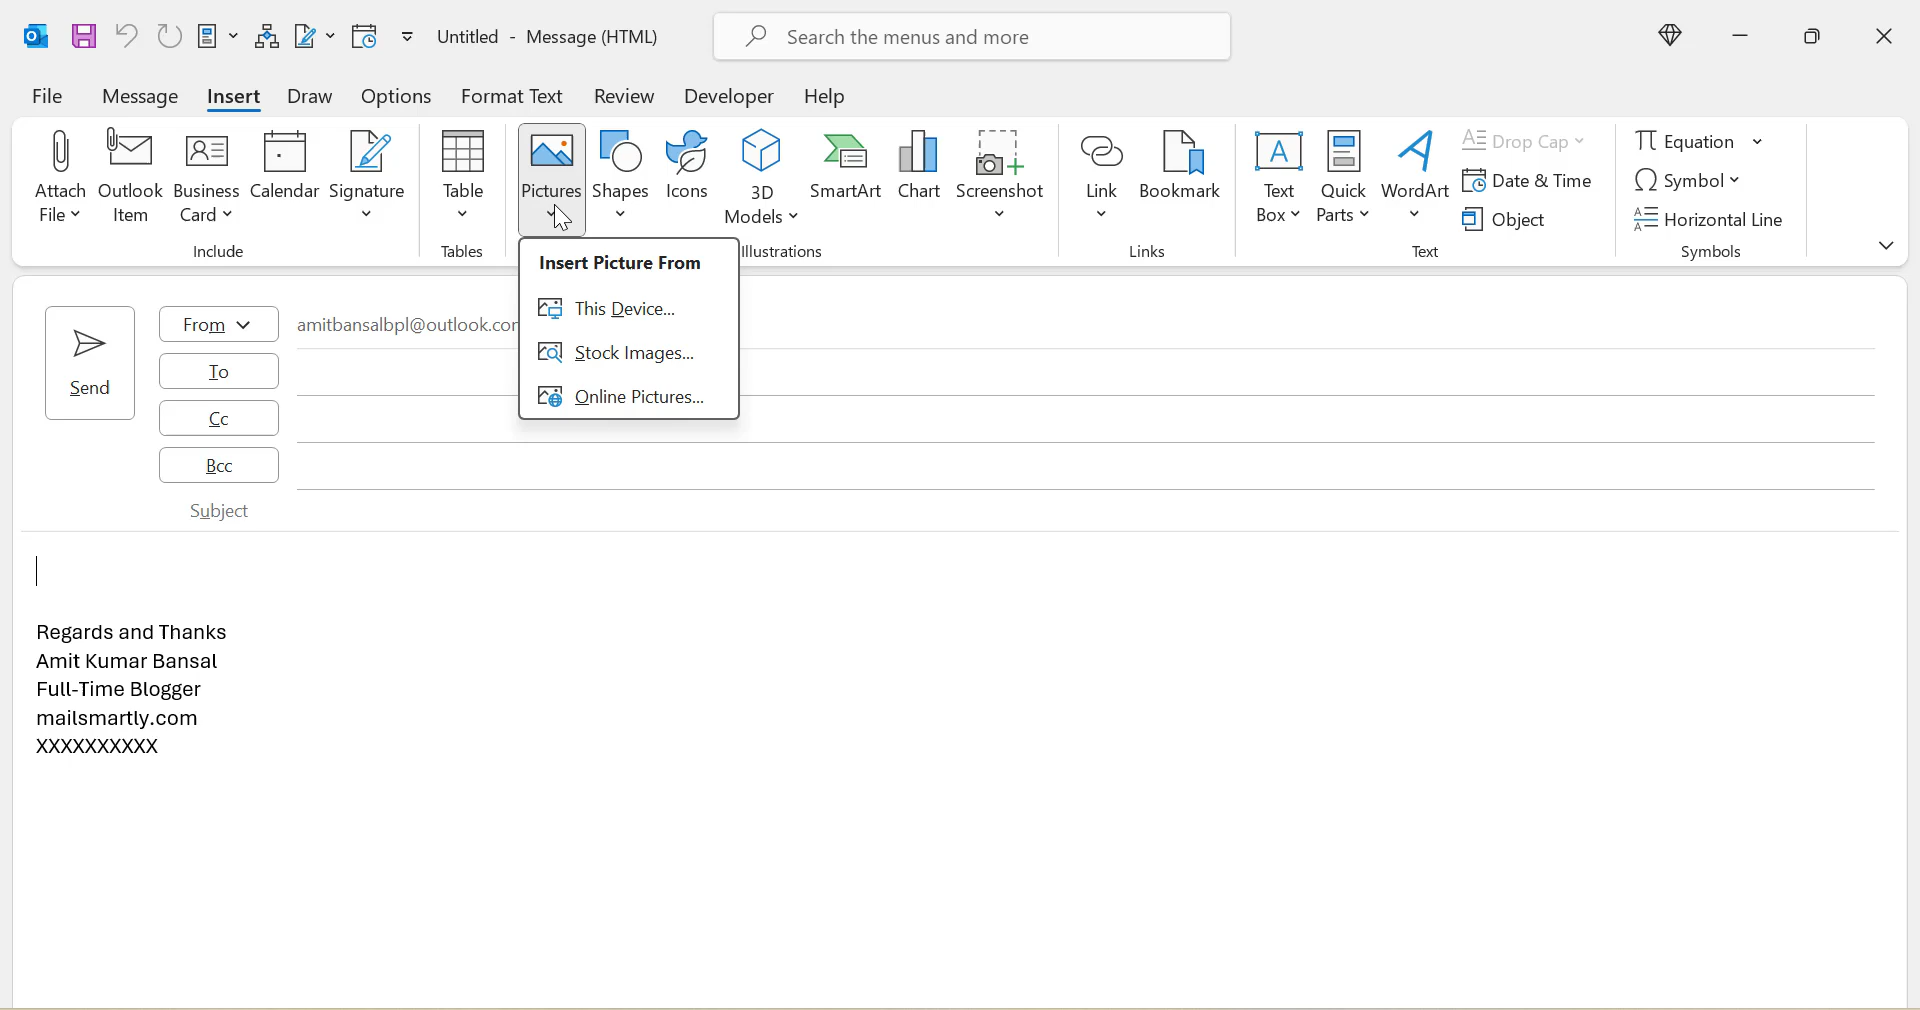 Untitled - Message (HTML)
Search the menus and more
File Message Insert Draw Options Format Text Review Developer Help
Attach File
Outlook Item
Business Card
Calendar
Signature
Include
Table
Tables
Pictures
Shapes
Icons
3D Models
SmartArt
Chart
Screenshot
Illustrations
Link
Bookmark
Links
Text Box
Quick Parts
WordArt
Drop Cap
Date & Time
Object
Text
Equation
Symbol
Horizontal Line
Symbols
Insert Picture From
This Device...
Stock Images...
Online Pictures...
Send
From
amitbansalbpl@outlook.com
To
Cc
Bcc
Subject
Regards and Thanks
Amit Kumar Bansal
Full-Time Blogger
mailsmartly.com
XXXXXXXXXX